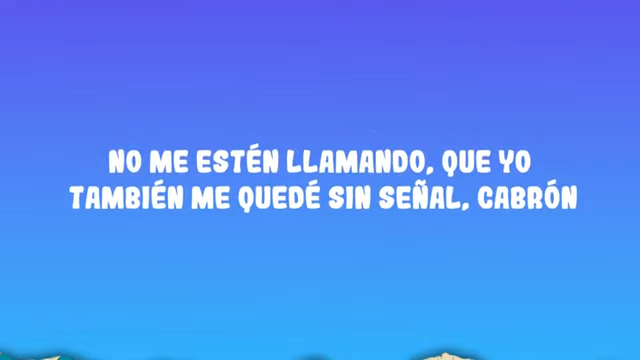 NO ME ESTÉN LLAMANDO, QUE YO
TAMBIÉN ME QUEDÉ SIN SEÑAL, CABRÓN